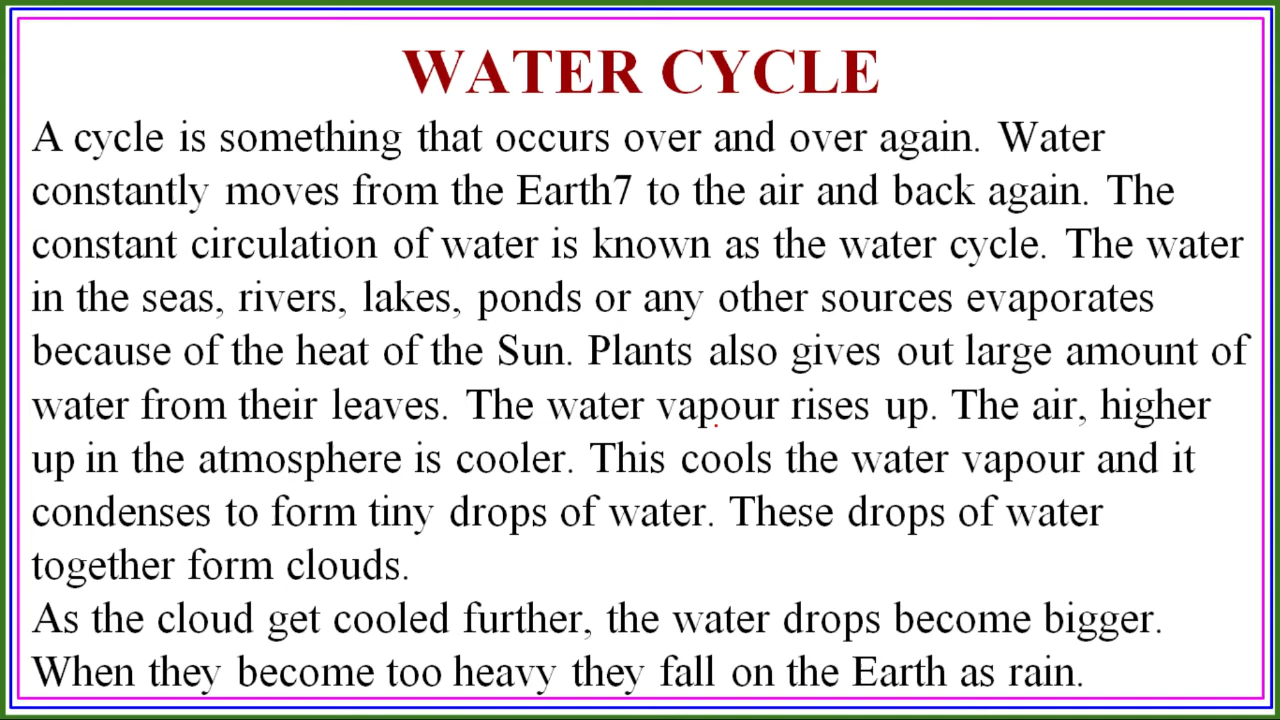 WATER CYCLE
A cycle is something that occurs over and over again. Water
constantly moves from the Earth7 to the air and back again. The
constant circulation of water is known as the water cycle. The water
in the seas, rivers, lakes, ponds or any other sources evaporates
because of the heat of the Sun. Plants also gives out large amount of
water from their leaves. The water vapour rises up. The air, higher
up in the atmosphere is cooler. This cools the water vapour and it
condenses to form tiny drops of water. These drops of water
together form clouds.
As the cloud get cooled further, the water drops become bigger.
When they become too heavy they fall on the Earth as rain.